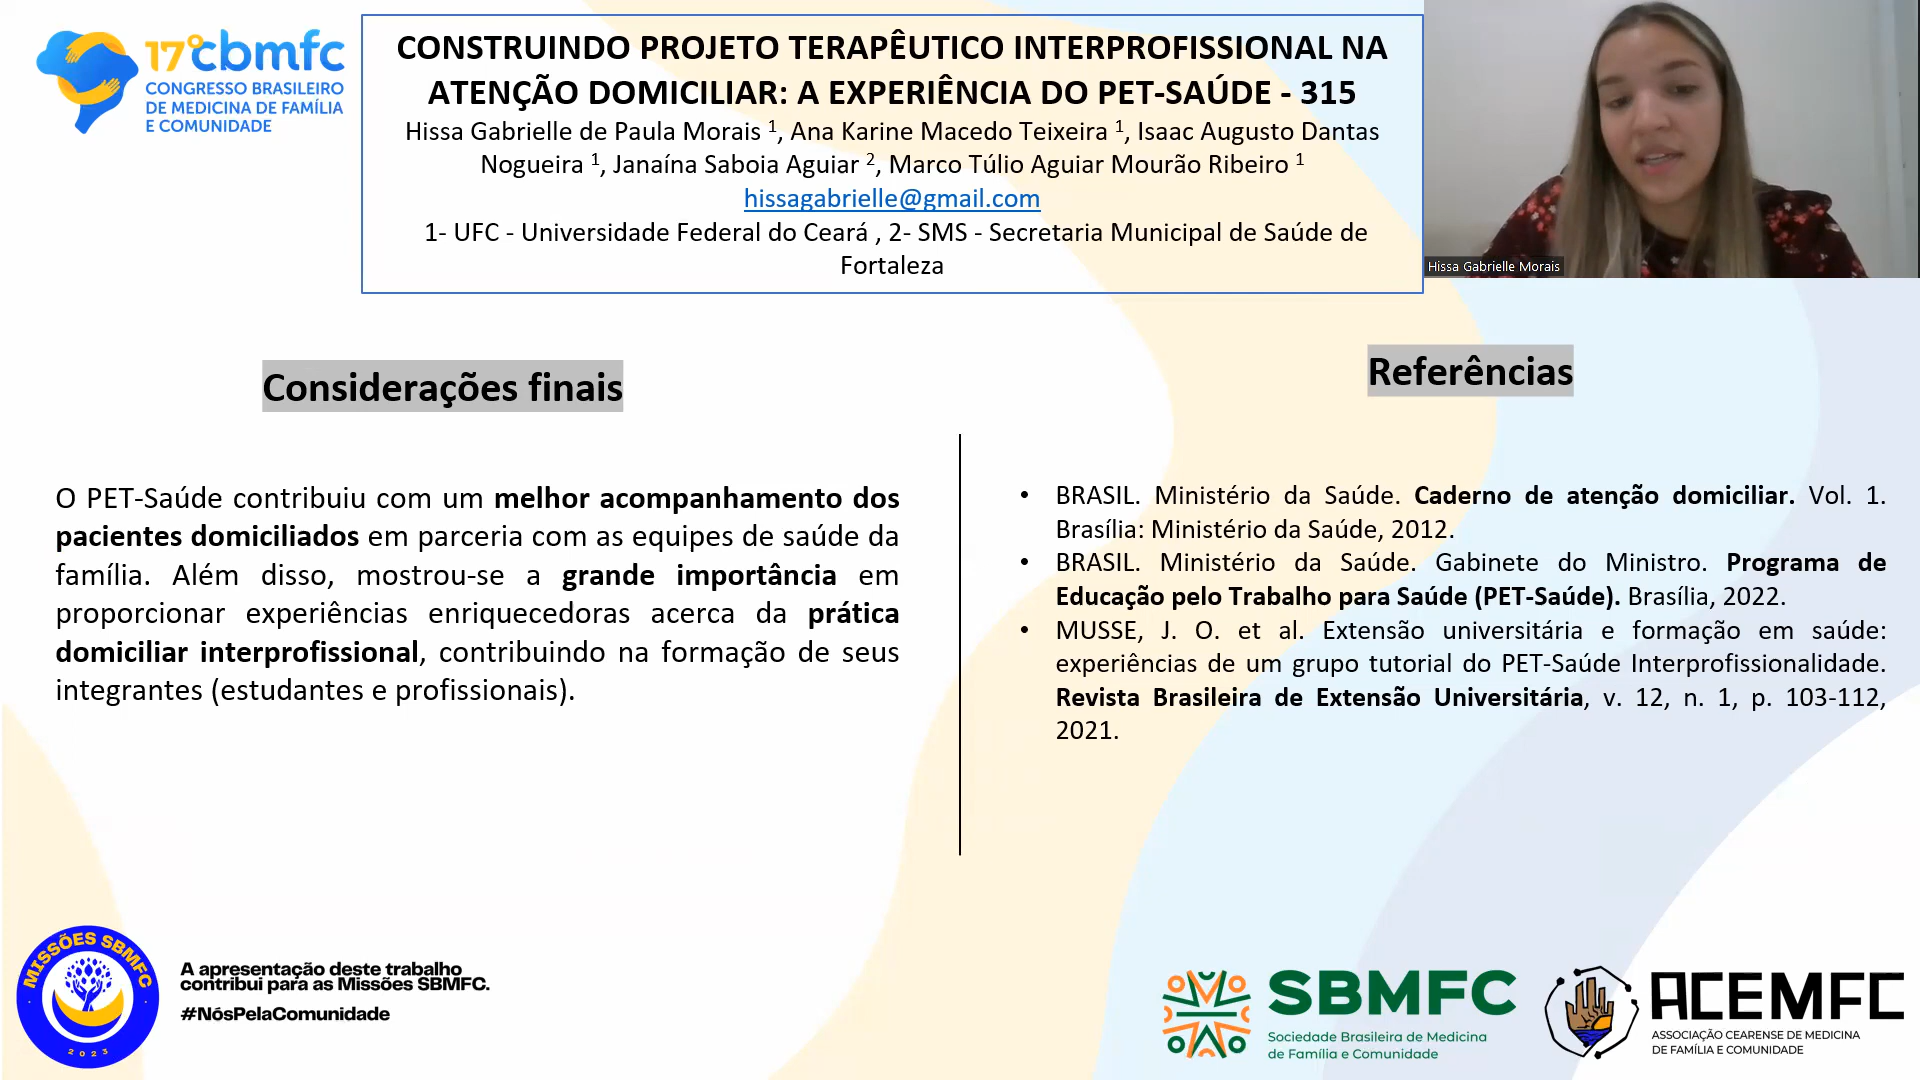 17º cbmfc
CONGRESSO BRASILEIRO
DE MEDICINA DE FAMÍLIA
E COMUNIDADE
CONSTRUINDO PROJETO TERAPÊUTICO INTERPROFISSIONAL NA
ATENÇÃO DOMICILIAR: A EXPERIÊNCIA DO PET-SAÚDE - 315
Hissa Gabrielle de Paula Morais ¹, Ana Karine Macedo Teixeira ¹, Isaac Augusto Dantas
Nogueira ¹, Janaína Saboia Aguiar ², Marco Túlio Aguiar Mourão Ribeiro ¹
hissagabrielle@gmail.com
1- UFC - Universidade Federal do Ceará , 2- SMS - Secretaria Municipal de Saúde de
Fortaleza
Hissa Gabrielle Morais
Considerações finais
O PET-Saúde contribuiu com um melhor acompanhamento dos
pacientes domiciliados em parceria com as equipes de saúde da
família. Além disso, mostrou-se a grande importância em
proporcionar experiências enriquecedoras acerca da prática
domiciliar interprofissional, contribuindo na formação de seus
integrantes (estudantes e profissionais).
Referências
• BRASIL. Ministério da Saúde. Caderno de atenção domiciliar. Vol. 1.
Brasília: Ministério da Saúde, 2012.
• BRASIL. Ministério da Saúde. Gabinete do Ministro. Programa de
Educação pelo Trabalho para Saúde (PET-Saúde). Brasília, 2022.
• MUSSE, J. O. et al. Extensão universitária e formação em saúde:
experiências de um grupo tutorial do PET-Saúde Interprofissionalidade.
Revista Brasileira de Extensão Universitária, v. 12, n. 1, p. 103-112,
2021.
MISSÕES SBMFC
2023
A apresentação deste trabalho
contribui para as Missões SBMFC.
#NósPelaComunidade
SBMFC
Sociedade Brasileira de Medicina
de Família e Comunidade
ACEMFC
ASSOCIAÇÃO CEARENSE DE MEDICINA
DE FAMÍLIA E COMUNIDADE